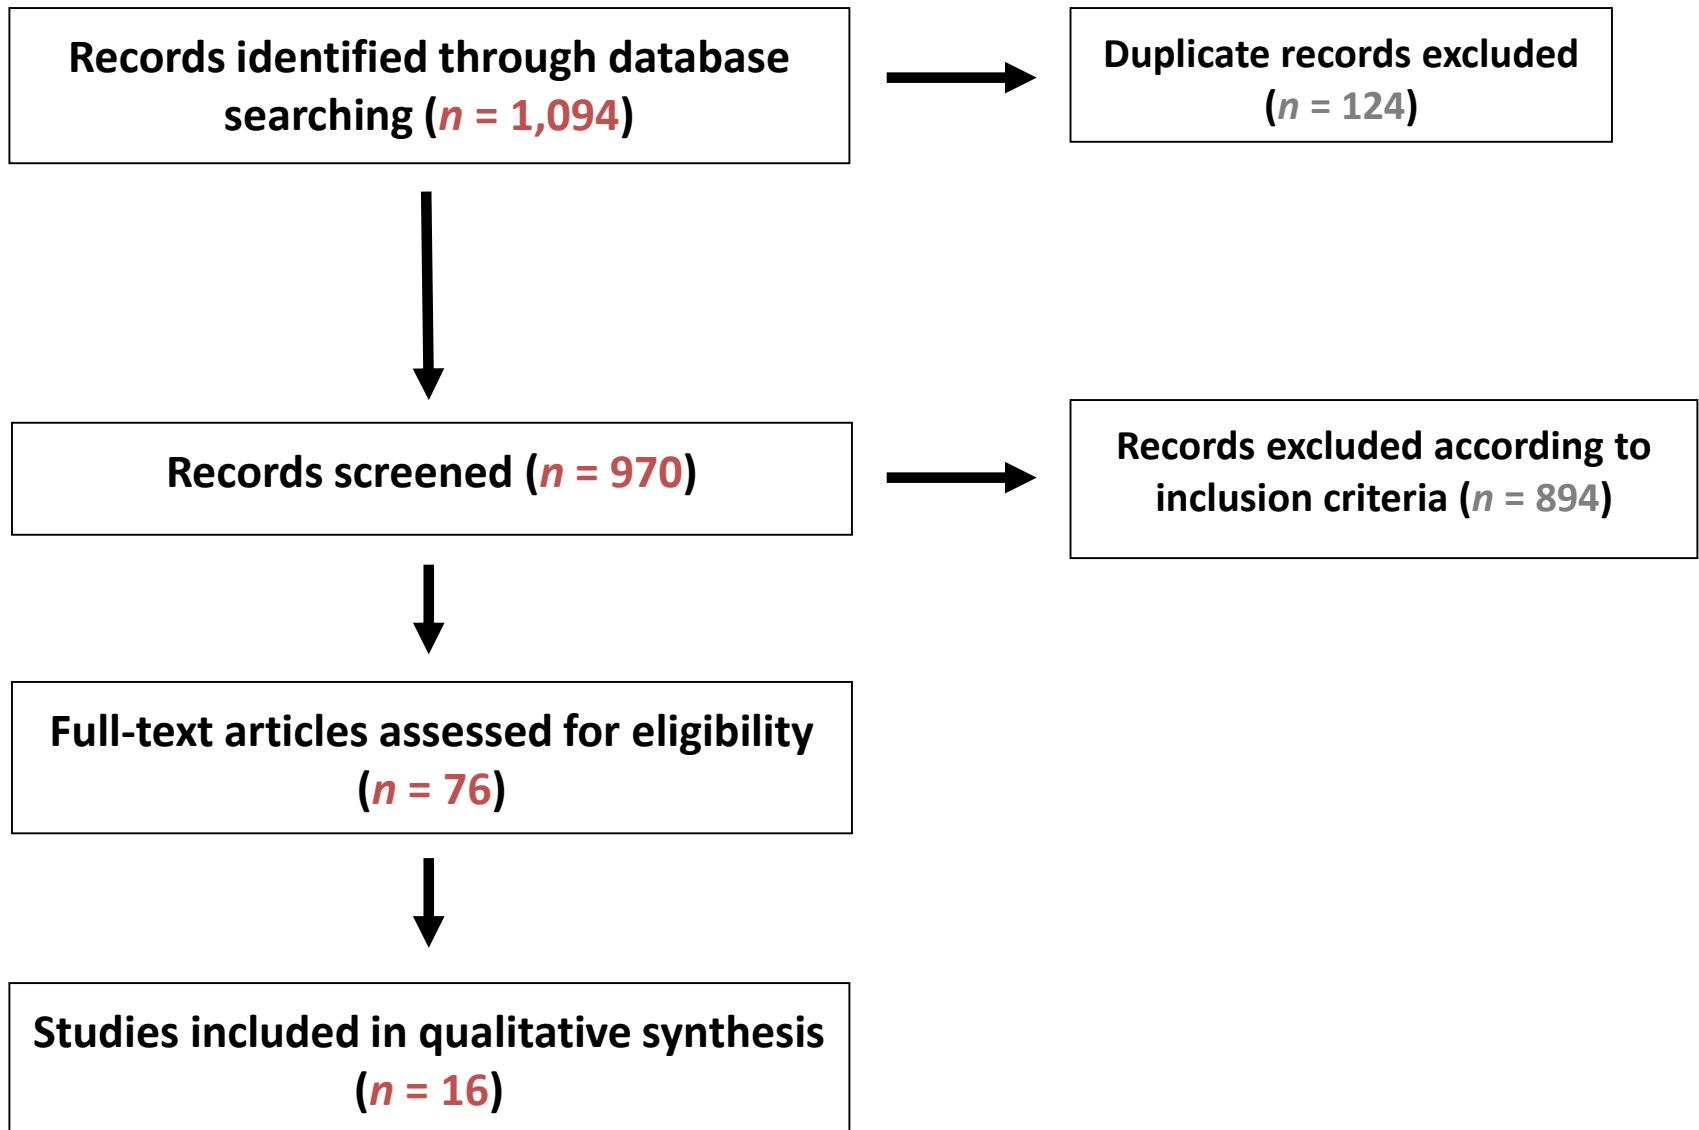 Records identified through database
searching (n = 1,094)
Duplicate records excluded
(n = 124)
Records screened (n = 970)
Records excluded according to
inclusion criteria (n = 894)
Full-text articles assessed for eligibility
(n = 76)
Studies included in qualitative synthesis
(n = 16)